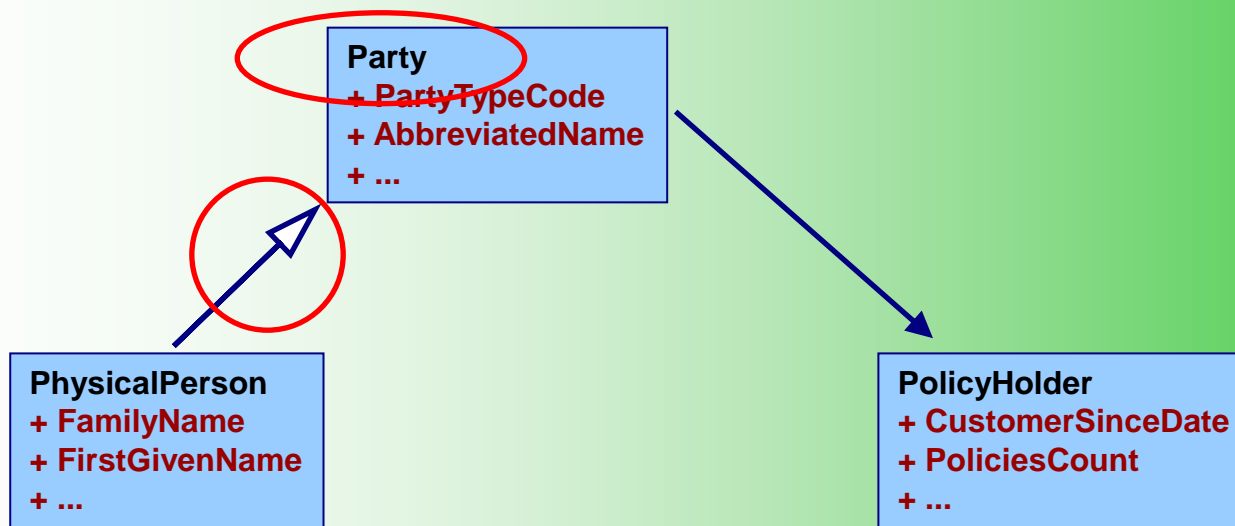 Party
+ PartyTypeCode
+ AbbreviatedName
+ ...
PhysicalPerson
+ FamilyName
+ FirstGivenName
+ ...
PolicyHolder
+ CustomerSinceDate
+ PoliciesCount
+ ...